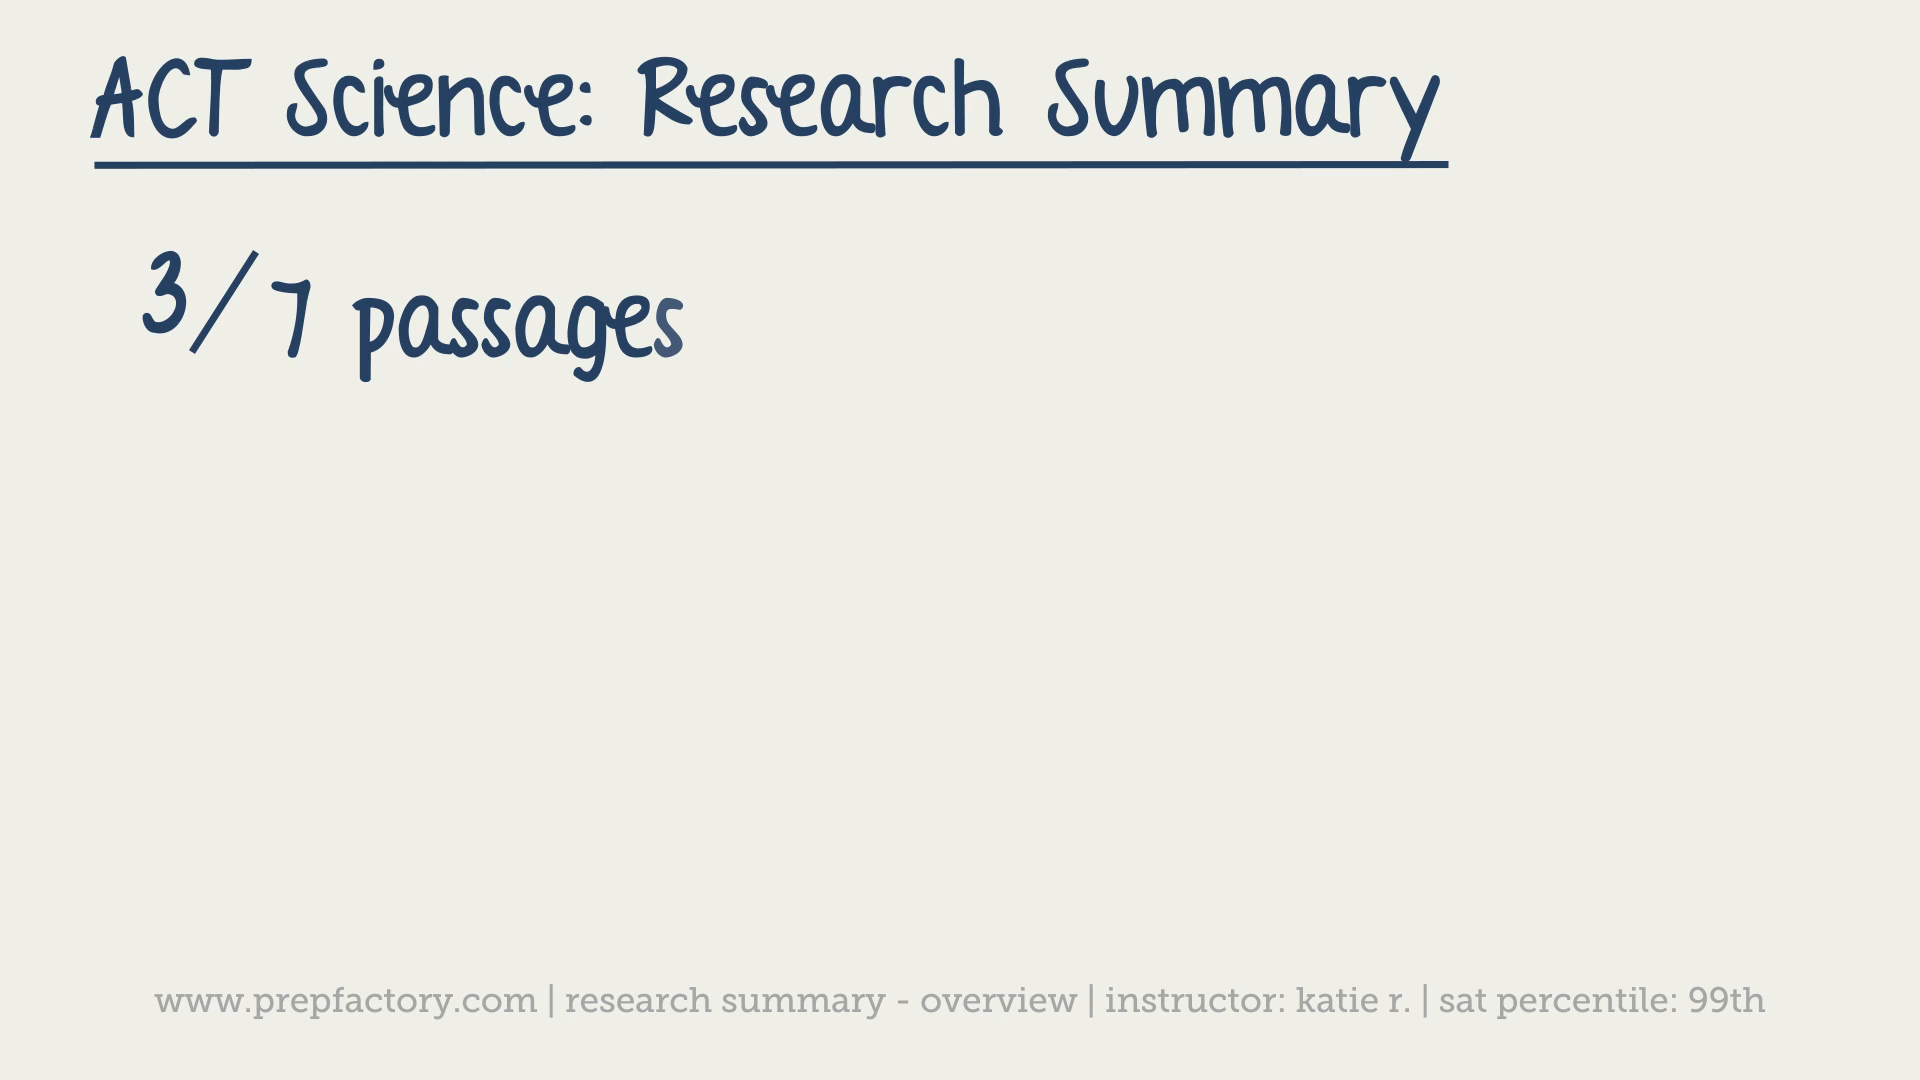 ACT Science: Research Summary
3/7 passages
www.prepfactory.com | research summary - overview | instructor: katie r. | sat percentile: 99th